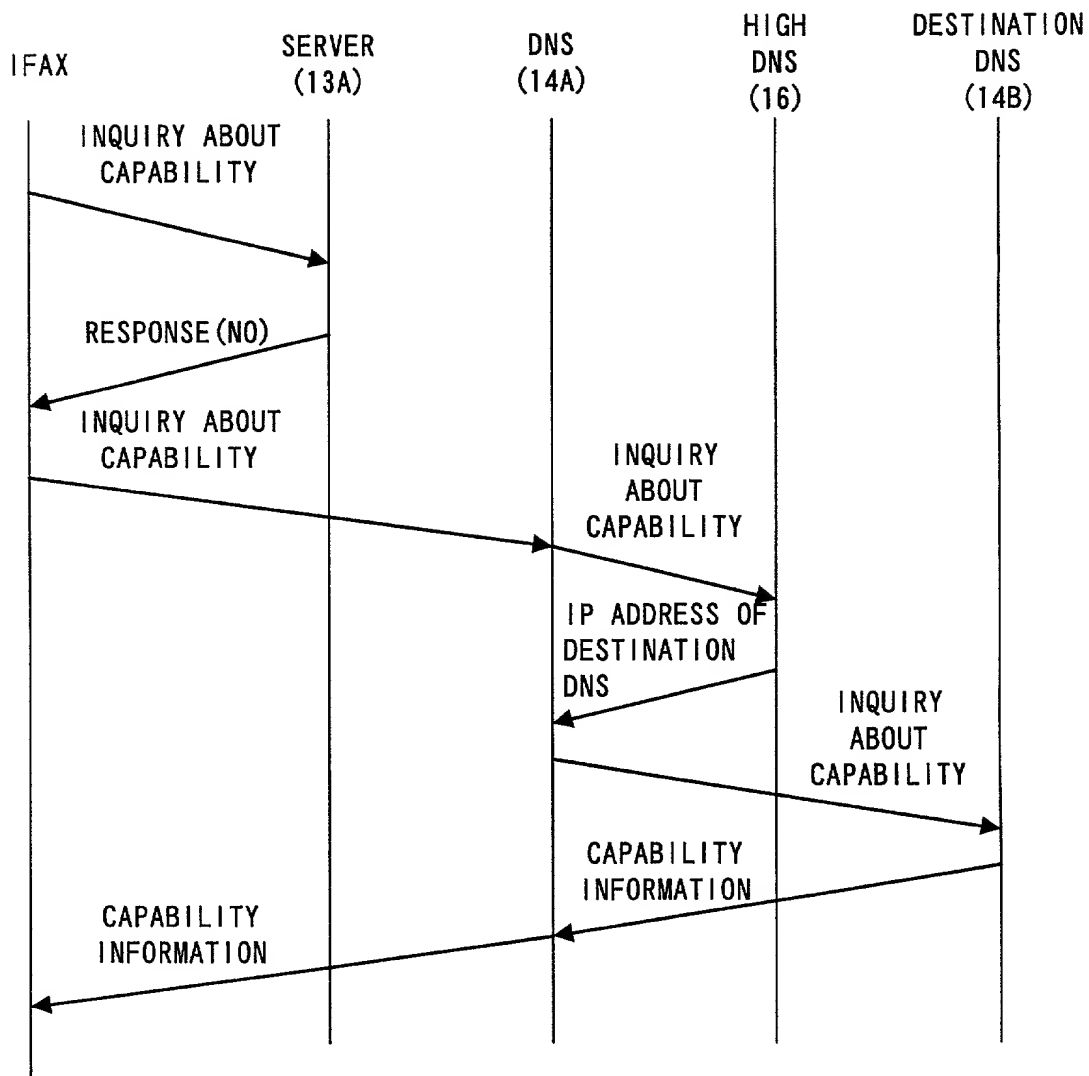 IFAX
SERVER
(13A)
DNS
(14A)
HIGH
DNS
(16)
DESTINATION
DNS
(14B)
INQUIRY ABOUT
CAPABILITY
RESPONSE(NO)
INQUIRY ABOUT
CAPABILITY
INQUIRY
ABOUT
CAPABILITY
IP ADDRESS OF
DESTINATION
DNS
INQUIRY
ABOUT
CAPABILITY
CAPABILITY
INFORMATION
CAPABILITY
INFORMATION